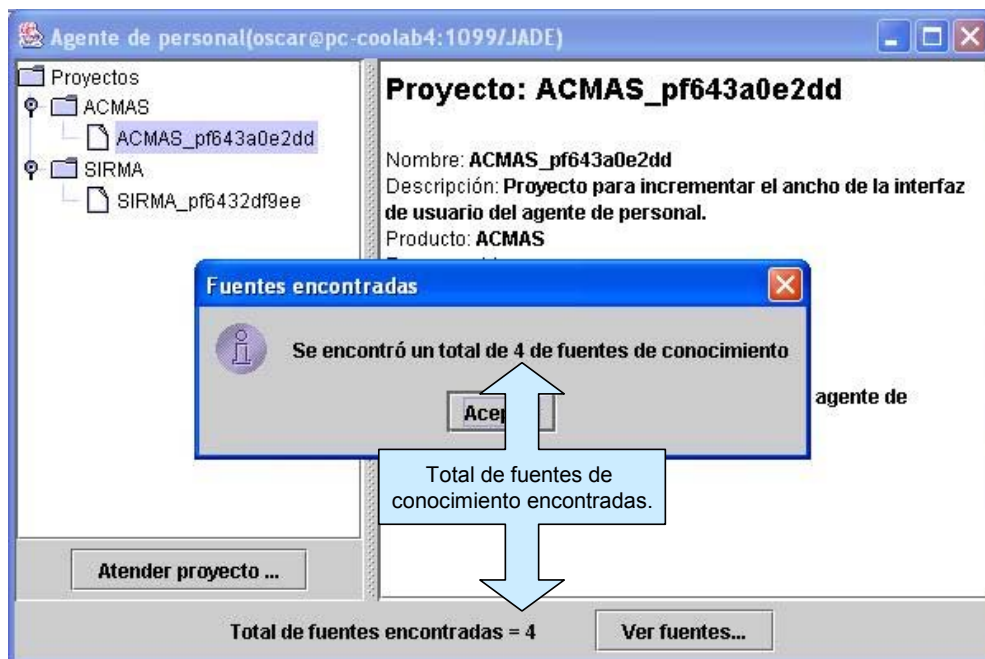 Agente de personal(oscar@pc-coolab4:1099/JADE)
Proyectos
ACMAS
ACMAS_pf643a0e2dd
SIRMA
SIRMA_pf6432df9ee
Proyecto: ACMAS_pf643a0e2dd
Nombre: ACMAS_pf643a0e2dd
Descripción: Proyecto para incrementar el ancho de la interfaz
de usuario del agente de personal.
Producto: ACMAS
Fuentes encontradas
Se encontró un total de 4 de fuentes de conocimiento
agente de
Total de fuentes de
conocimiento encontradas.
Atender proyecto ...
Total de fuentes encontradas = 4
Ver fuentes...